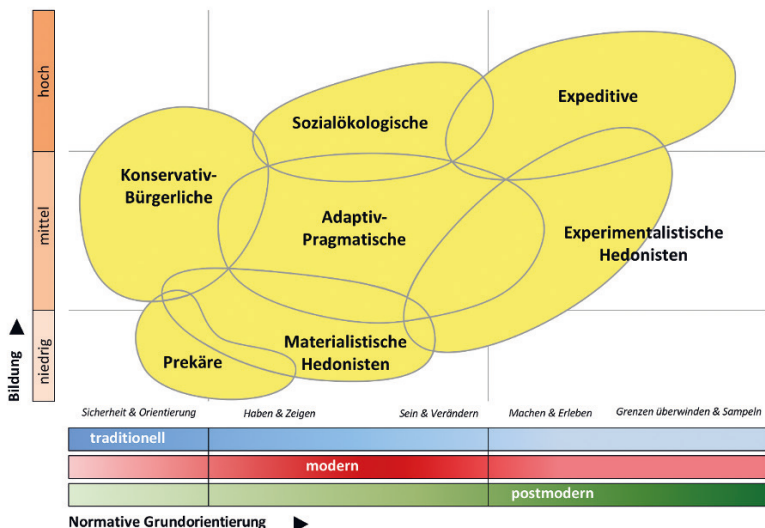 hoch
mittel
niedrig
Bildung
Expeditive
Sozialökologische
Konservativ-
Bürgerliche
Adaptiv-
Pragmatische
Experimentalistische
Hedonisten
Materialistische
Hedonisten
Prekäre
Sicherheit & Orientierung
Haben & Zeigen
Sein & Verändern
Machen & Erleben
Grenzen überwinden & Sampeln
traditionell
modern
postmodern
Normative Grundorientierung